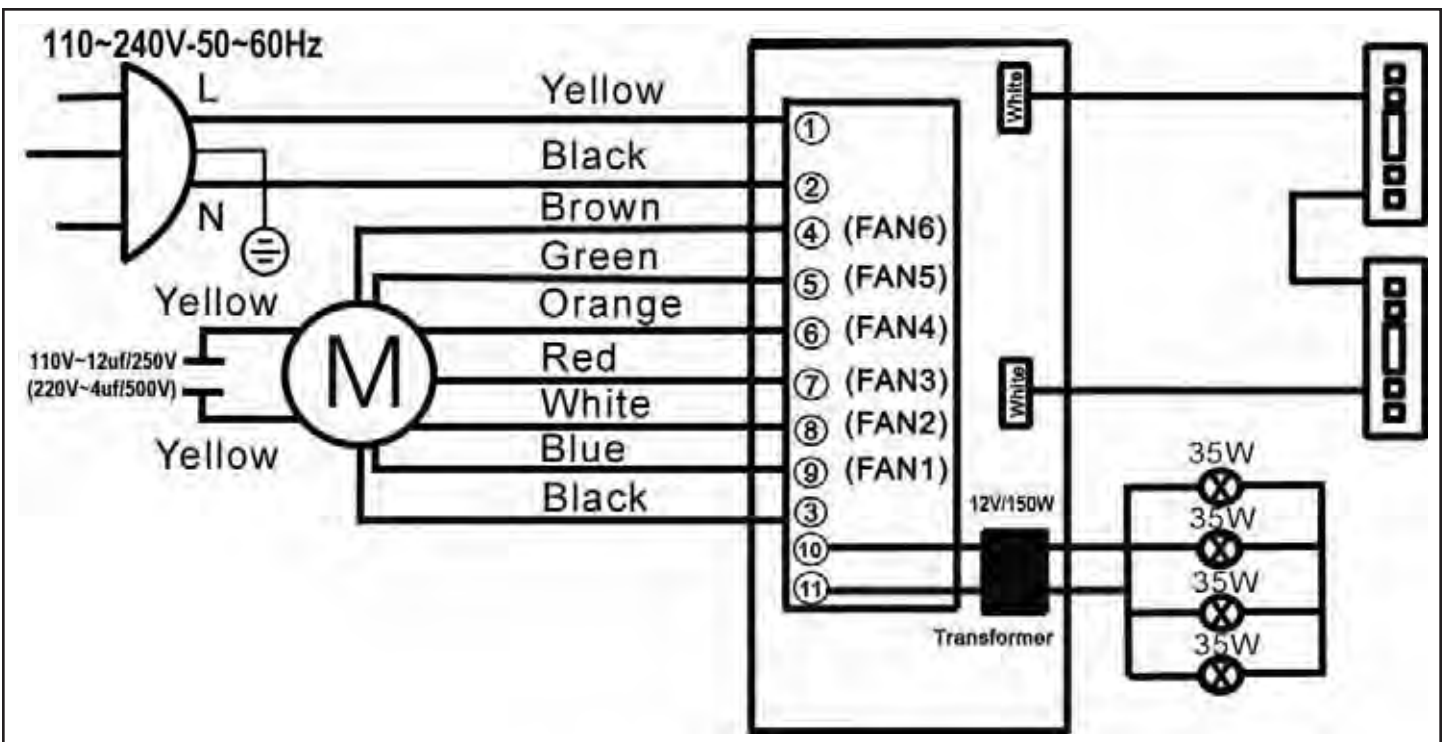 110~240V-50~60Hz
L
N
Yellow
Black
Brown
Green
Orange
Red
White
Blue
Black
Yellow
110V~12uf/250V
(220V~4uf/500V)
Yellow
M
1
2
4 (FAN6)
5 (FAN5)
6 (FAN4)
7 (FAN3)
8 (FAN2)
9 (FAN1)
3
10
11
White
White
12V/150W
Transformer
35W
35W
35W
35W